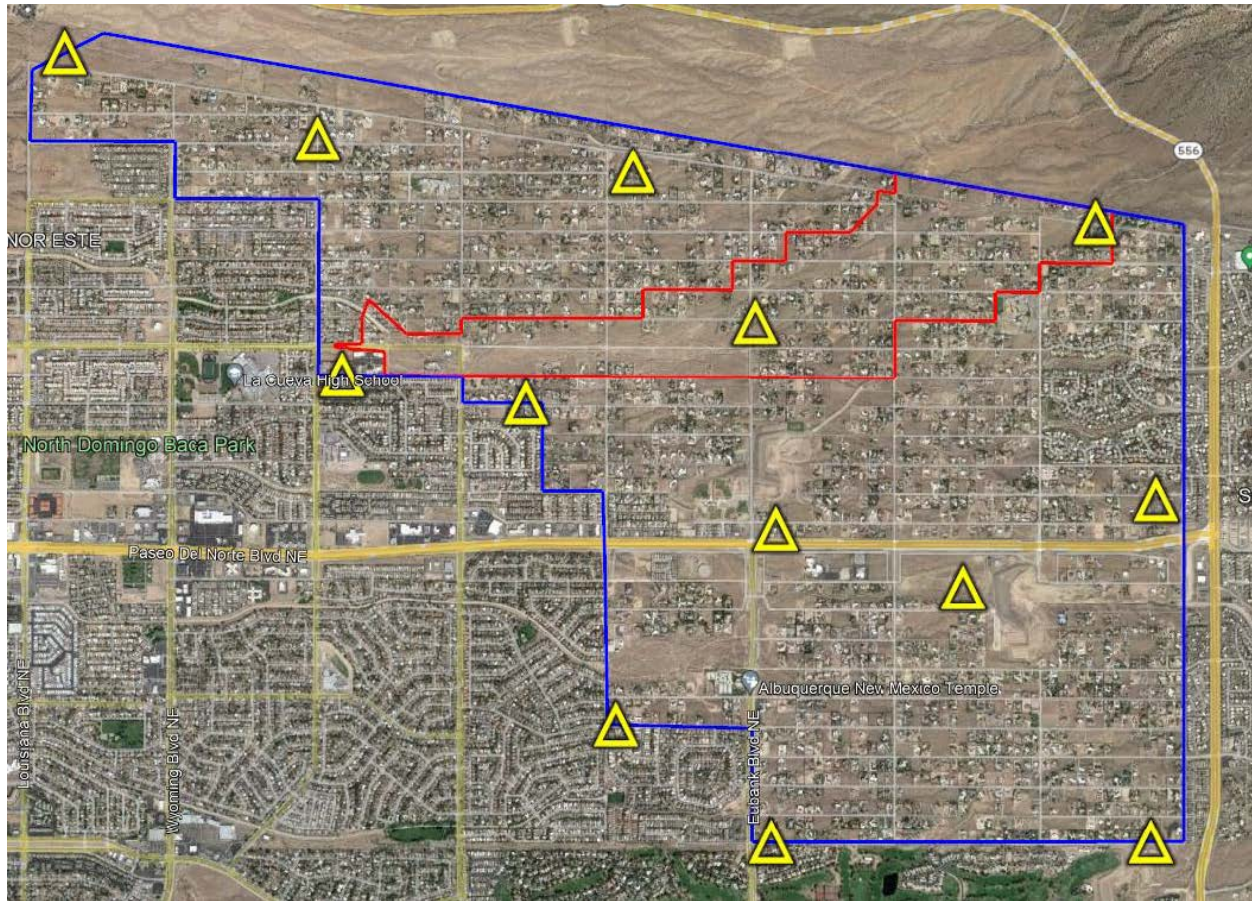 556
NOR ESTE
La Cueva High School
North Domingo Baca Park
S
Paseo Del Norte Blvd NE
Albuquerque New Mexico Temple
Louisiana Blvd NE
Wyoming Blvd NE
Eubank Blvd NE